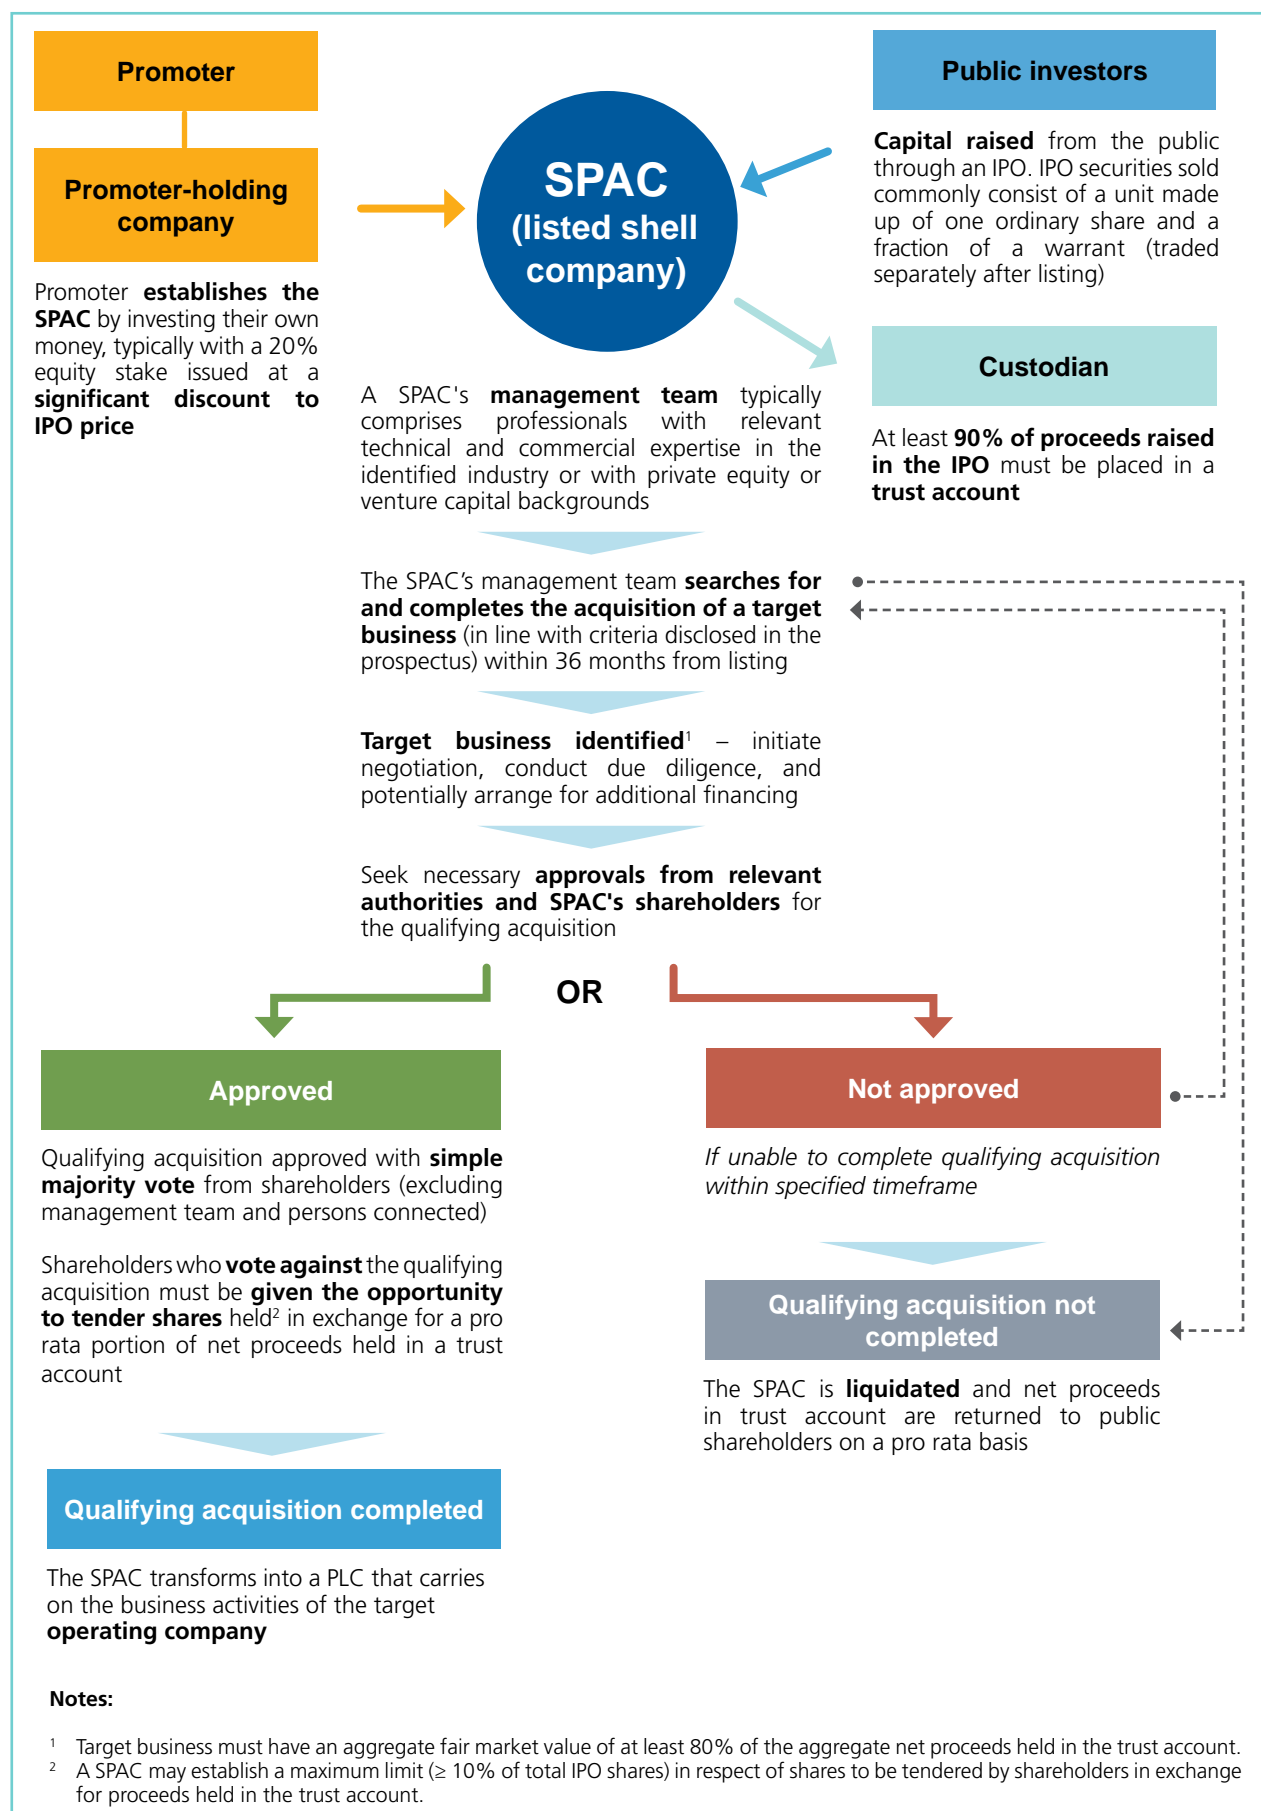 Promoter
Promoter-holding
company
Promoter establishes the
SPAC by investing their own
money, typically with a 20%
equity stake issued at a
significant discount to
IPO price
SPAC
(listed shell
company)
Public investors
Capital raised from the public
through an IPO. IPO securities sold
commonly consist of a unit made
up of one ordinary share and a
fraction of a warrant (traded
separately after listing)
Custodian
At least 90% of proceeds raised
in the IPO must be placed in a
trust account
A SPAC's management team typically
comprises professionals with relevant
technical and commercial expertise in the
identified industry or with private equity or
venture capital backgrounds
The SPAC’s management team searches for
and completes the acquisition of a target
business (in line with criteria disclosed in the
prospectus) within 36 months from listing
Target business identified¹ – initiate
negotiation, conduct due diligence, and
potentially arrange for additional financing
Seek necessary approvals from relevant
authorities and SPAC's shareholders for
the qualifying acquisition
OR
Approved
Qualifying acquisition approved with simple
majority vote from shareholders (excluding
management team and persons connected)
Shareholders who vote against the qualifying
acquisition must be given the opportunity
to tender shares held² in exchange for a pro
rata portion of net proceeds held in a trust
account
Qualifying acquisition completed
The SPAC transforms into a PLC that carries
on the business activities of the target
operating company
Not approved
If unable to complete qualifying acquisition
within specified timeframe
Qualifying acquisition not
completed
The SPAC is liquidated and net proceeds
in trust account are returned to public
shareholders on a pro rata basis
Notes:
¹ Target business must have an aggregate fair market value of at least 80% of the aggregate net proceeds held in the trust account.
² A SPAC may establish a maximum limit (≥ 10% of total IPO shares) in respect of shares to be tendered by shareholders in exchange
for proceeds held in the trust account.